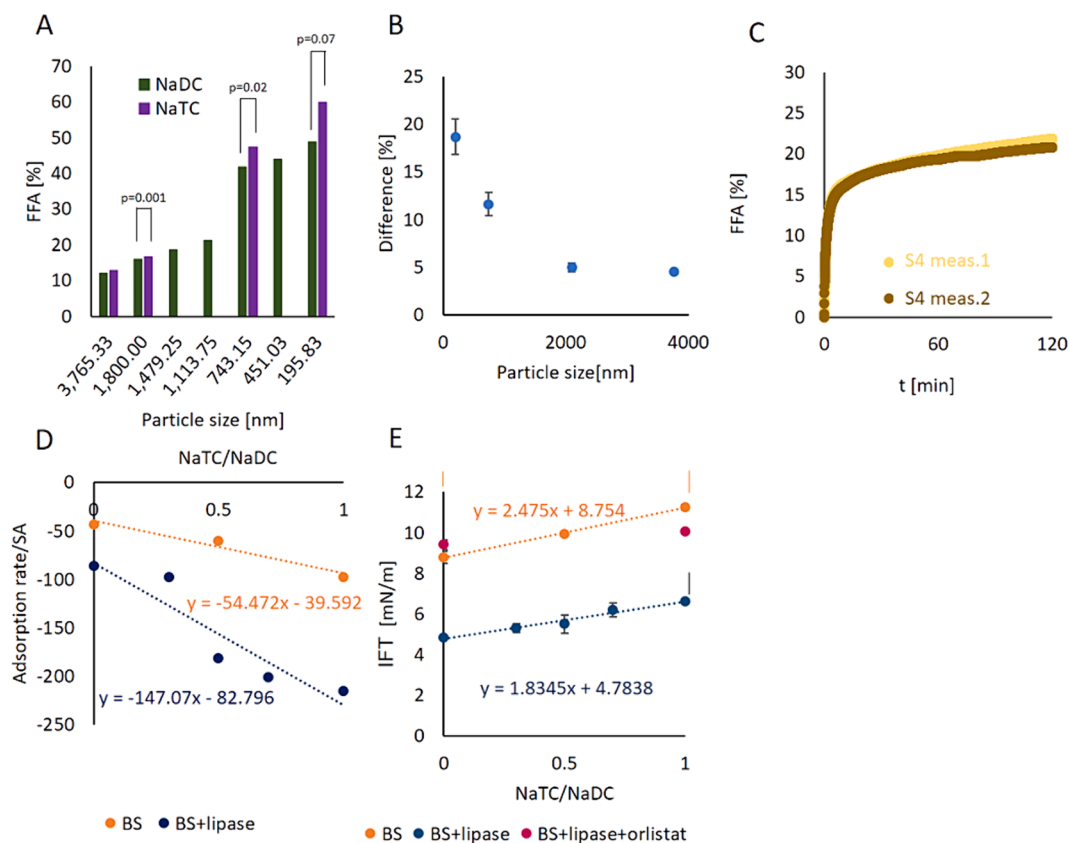 A
p=0.07
70
60
50
40
30
20
10
0
FFA [%]
NaDC
NaTC
p=0.02
p=0.001
3,765.33
1,800.00
1,479.25
1,113.75
743.15
451.03
195.83
Particle size [nm]
B
25
20
15
10
5
0
Difference [%]
0 2000 4000
Particle size[nm]
C
30
25
20
15
10
5
0
FFA [%]
S4 meas.1
S4 meas.2
0 60 120
t [min]
D
NaTC/NaDC
0
-50
-100
-150
-200
-250
Adsorption rate/SA
0 0.5 1
y = -54.472x - 39.592
y = -147.07x - 82.796
BS BS+lipase
E
12
10
8
6
4
2
0
IFT [mN/m]
y = 2.475x + 8.754
y = 1.8345x + 4.7838
0 0.5 1
NaTC/NaDC
BS BS+lipase BS+lipase+orlistat